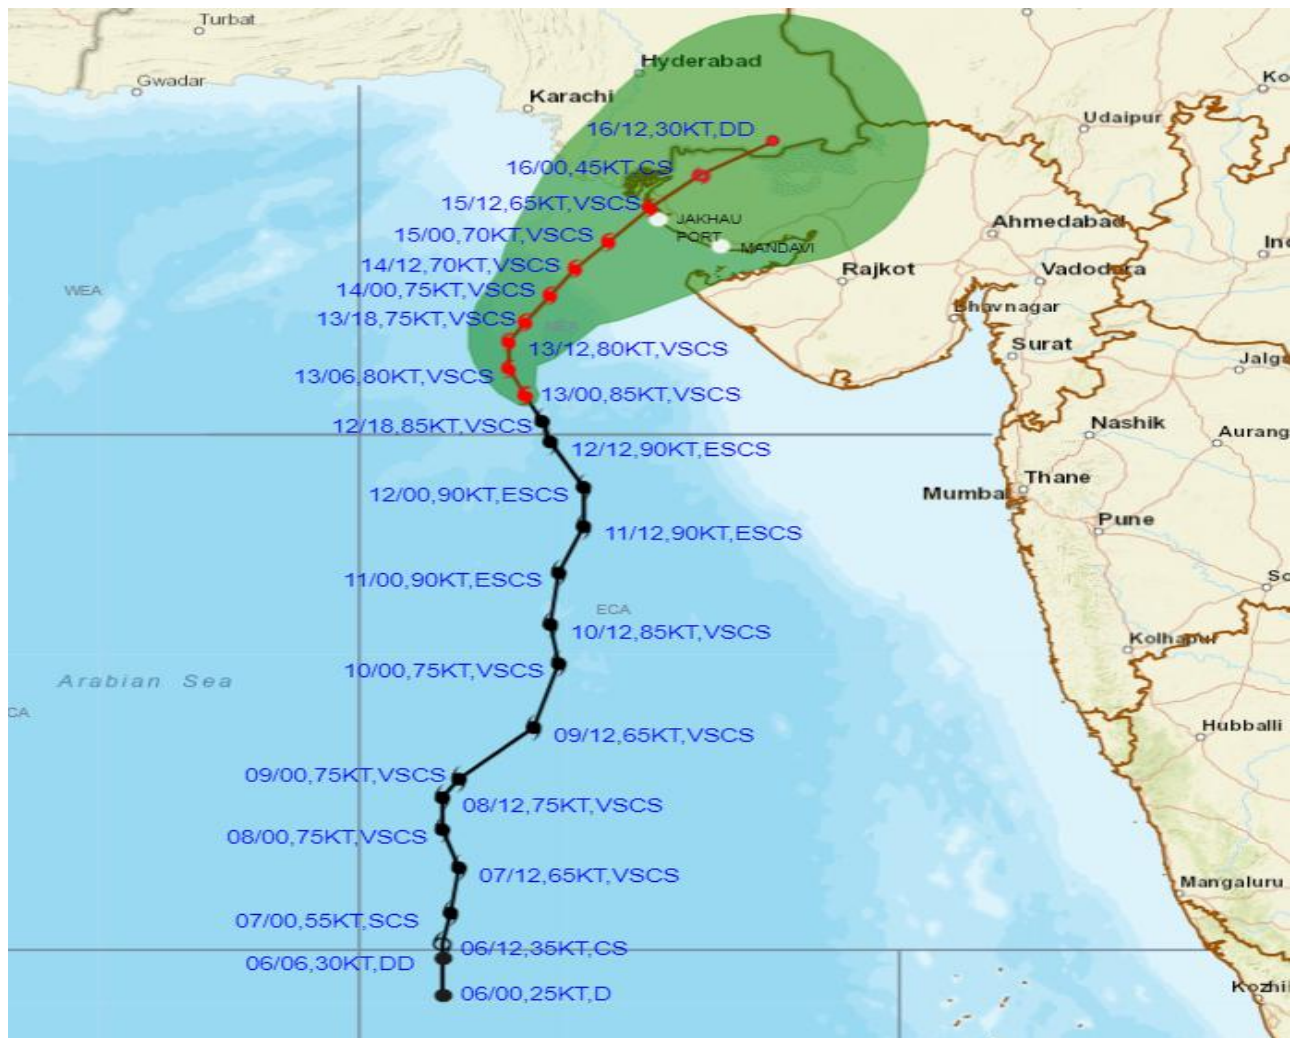 Turbat
Gwadar
Hyderabad
Karachi
Udaipur
16/12,30KT,DD
16/00,45KT,CS
15/12,65KT,VSCS
JAKHAU
PORT
MANDAVI
Ahmedabad
15/00,70KT,VSCS
14/12,70KT,VSCS
Rajkot
Vadodara
WEA
14/00,75KT,VSCS
Bhavnagar
13/18,75KT,VSCS
13/12,80KT,VSCS
Surat
Jalg
13/06,80KT,VSCS
13/00,85KT,VSCS
12/18,85KT,VSCS
Nashik
Aurang
12/12,90KT,ESCS
12/00,90KT,ESCS
Mumbai
Thane
Pune
11/12,90KT,ESCS
11/00,90KT,ESCS
So
ECA
10/12,85KT,VSCS
Kolhapur
10/00,75KT,VSCS
Arabian Sea
CA
Hubballi
09/12,65KT,VSCS
09/00,75KT,VSCS
08/12,75KT,VSCS
08/00,75KT,VSCS
07/12,65KT,VSCS
Mangaluru
07/00,55KT,SCS
06/12,35KT,CS
06/06,30KT,DD
06/00,25KT,D
Kozhi
Ko
Ind